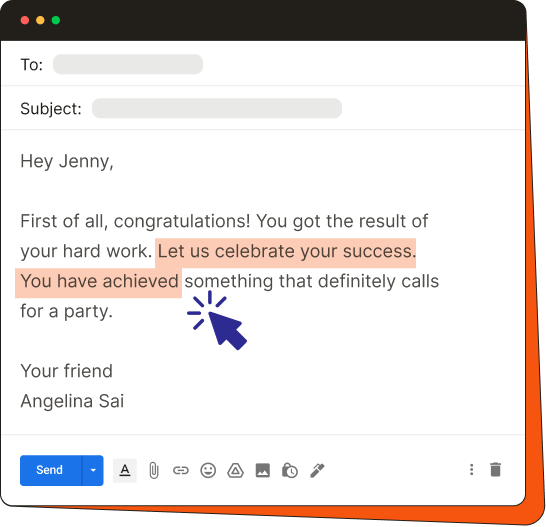 To:
Subject:
Hey Jenny,
First of all, congratulations! You got the result of
your hard work. Let us celebrate your success.
You have achieved something that definitely calls
for a party.
Your friend
Angelina Sai
Send
A